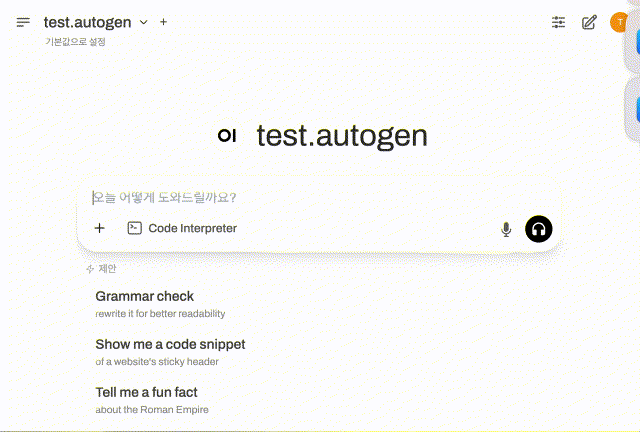 test.autogen
기본값으로 설정
T
OI test.autogen
오늘 어떻게 도와드릴까요?
Code Interpreter
제안
Grammar check
rewrite it for better readability
Show me a code snippet
of a website's sticky header
Tell me a fun fact
about the Roman Empire